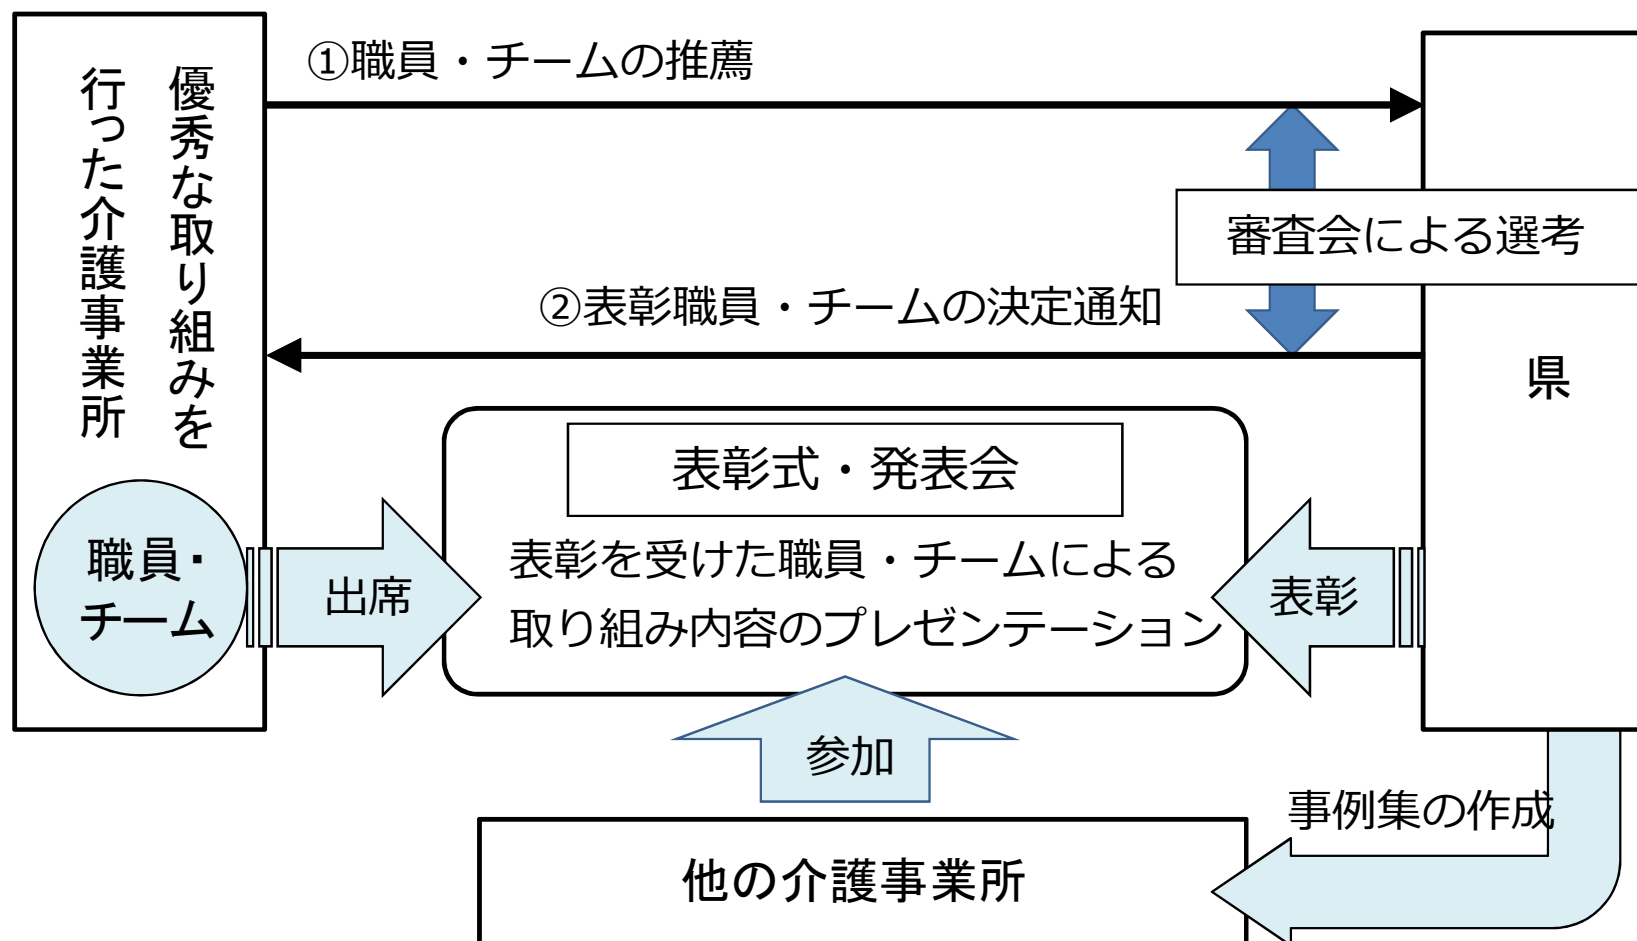 優秀な取り組みを
行った介護事業所
①職員・チームの推薦
審査会による選考
②表彰職員・チームの決定通知
県
表彰式・発表会
表彰を受けた職員・チームによる
取り組み内容のプレゼンテーション
職員・
チーム
出席
表彰
参加
事例集の作成
他の介護事業所